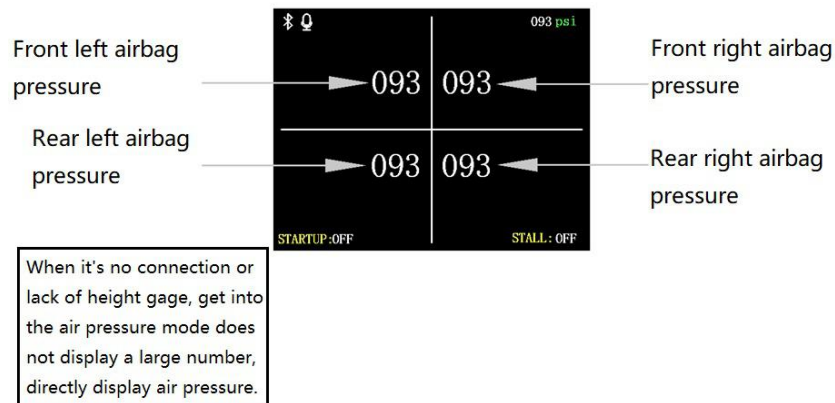 093 psi
Front left airbag
pressure
093
093
Front right airbag
pressure
Rear left airbag
pressure
093
093
Rear right airbag
pressure
STARTUP:OFF
STALL: OFF
When it's no connection or
lack of height gage, get into
the air pressure mode does
not display a large number,
directly display air pressure.